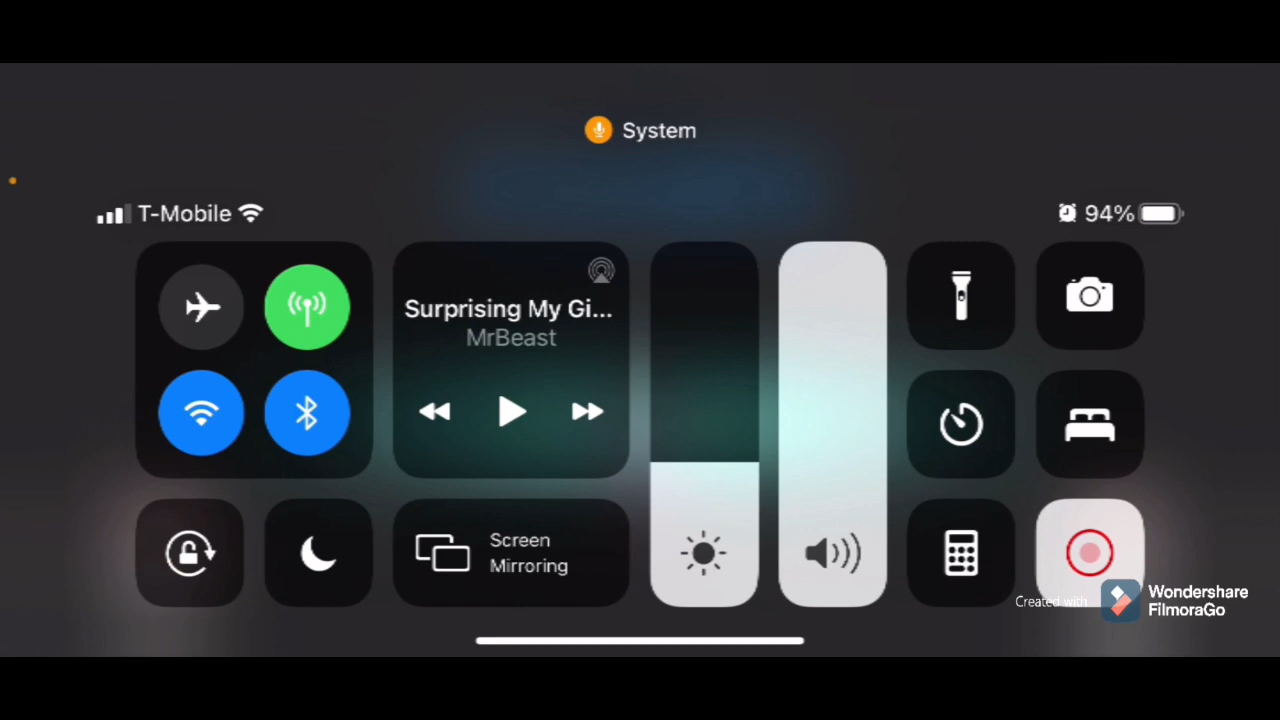 System
T-Mobile
94%
Surprising My Gi...
MrBeast
Screen
Mirroring
Created with
Wondershare
FilmoraGo